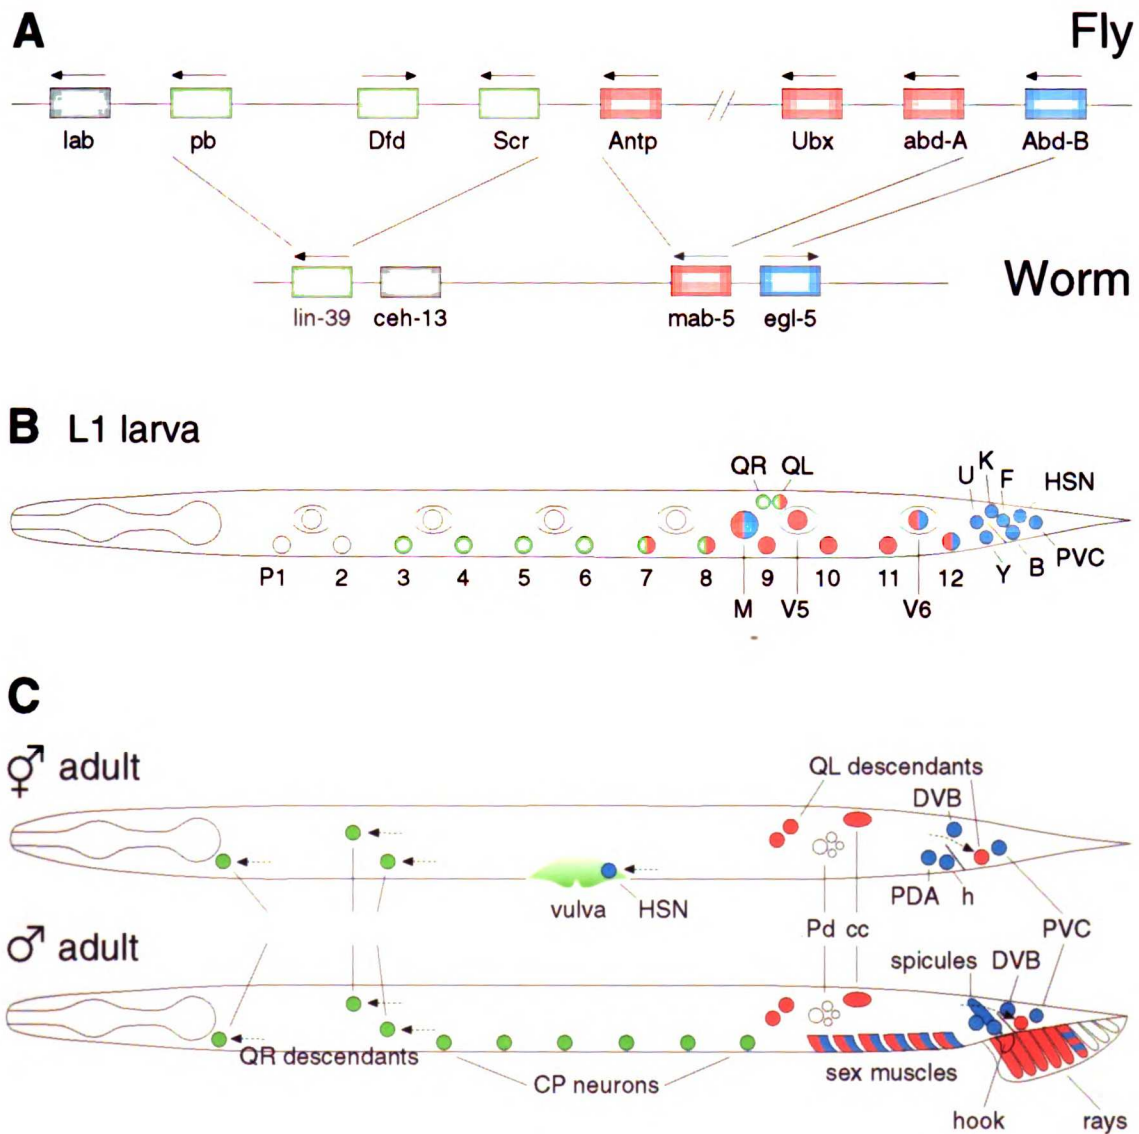 A
Fly
lab pb Dfd Scr Antp Ubx abd-A Abd-B
Worm
lin-39 ceh-13 mab-5 egl-5
B L1 larva
QR QL U K F HSN
P1 2 3 4 5 6 7 8 9 10 11 12 Y B PVC
M V5 V6
C
⚥ adult
QL descendants
DVB
vulva HSN PDA h
Pd cc PVC
♂ adult
spicules DVB
QR descendants
CP neurons
sex muscles
hook rays